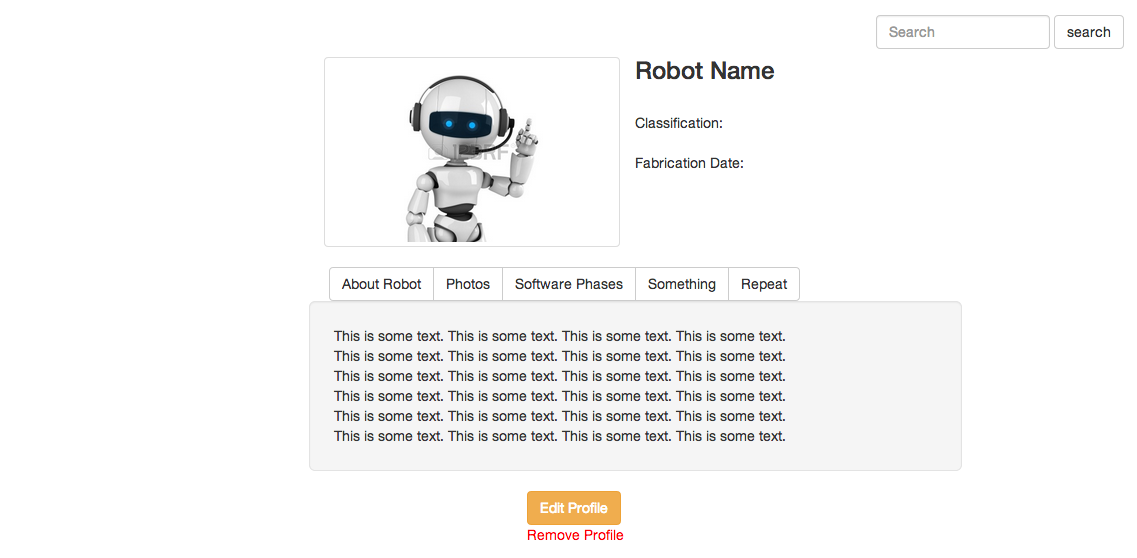 Search
search
Robot Name
Classification:
Fabrication Date:
About Robot
Photos
Software Phases
Something
Repeat
This is some text. This is some text. This is some text. This is some text.
This is some text. This is some text. This is some text. This is some text.
This is some text. This is some text. This is some text. This is some text.
This is some text. This is some text. This is some text. This is some text.
This is some text. This is some text. This is some text. This is some text.
This is some text. This is some text. This is some text. This is some text.
Edit Profile
Remove Profile